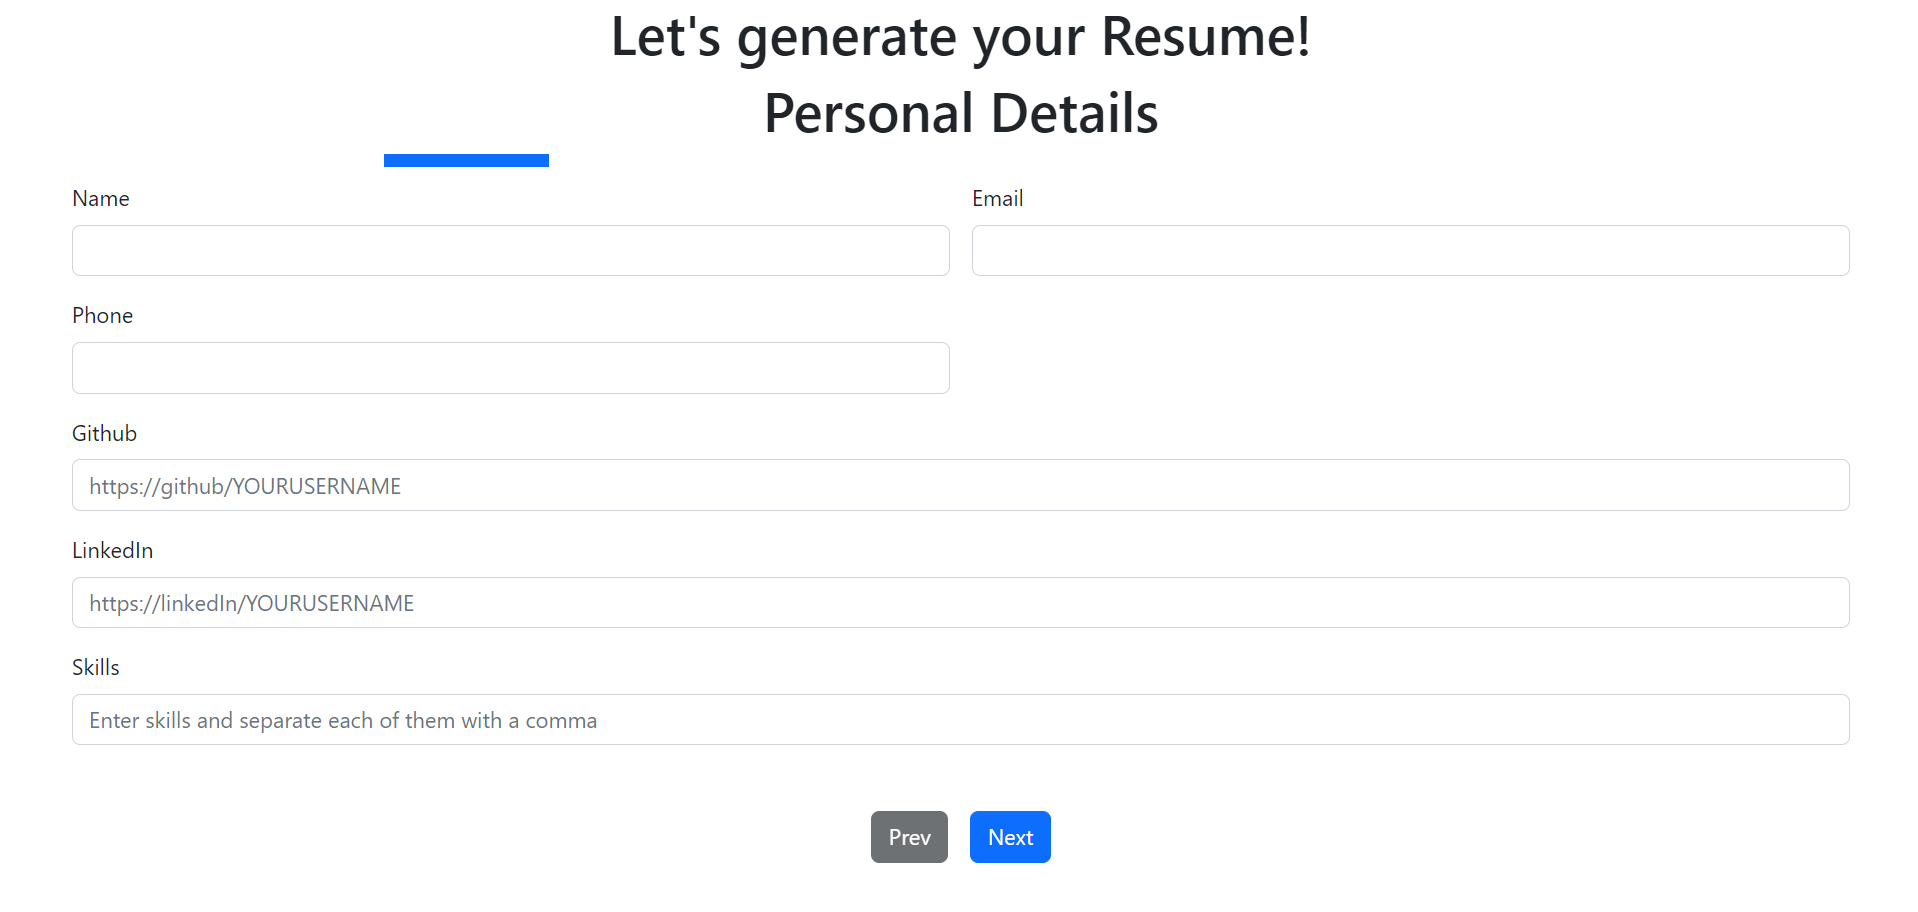 Let's generate your Resume!
Personal Details
Name
Email
Phone
Github
https://github/YOURUSERNAME
LinkedIn
https://linkedIn/YOURUSERNAME
Skills
Enter skills and separate each of them with a comma
Prev
Next